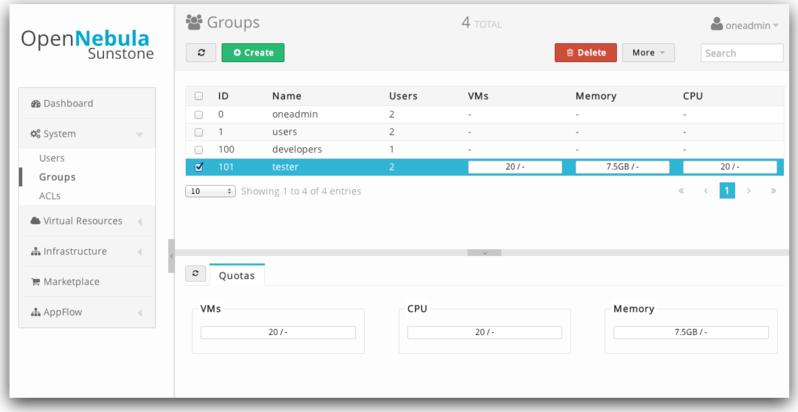 OpenNebula
Sunstone
Dashboard
System
Users
Groups
ACLs
Virtual Resources
Infrastructure
Marketplace
AppFlow
Groups 4 TOTAL oneadmin
Create Delete More Search
ID Name Users VMs Memory CPU
0 oneadmin 2 - - -
1 users 2 - - -
100 developers 1 - - -
101 tester 2 20 / - 7.5GB / - 20 / -
10 Showing 1 to 4 of 4 entries « ‹ 1 › »
Quotas
VMs CPU Memory
20 / - 20 / - 7.5GB / -